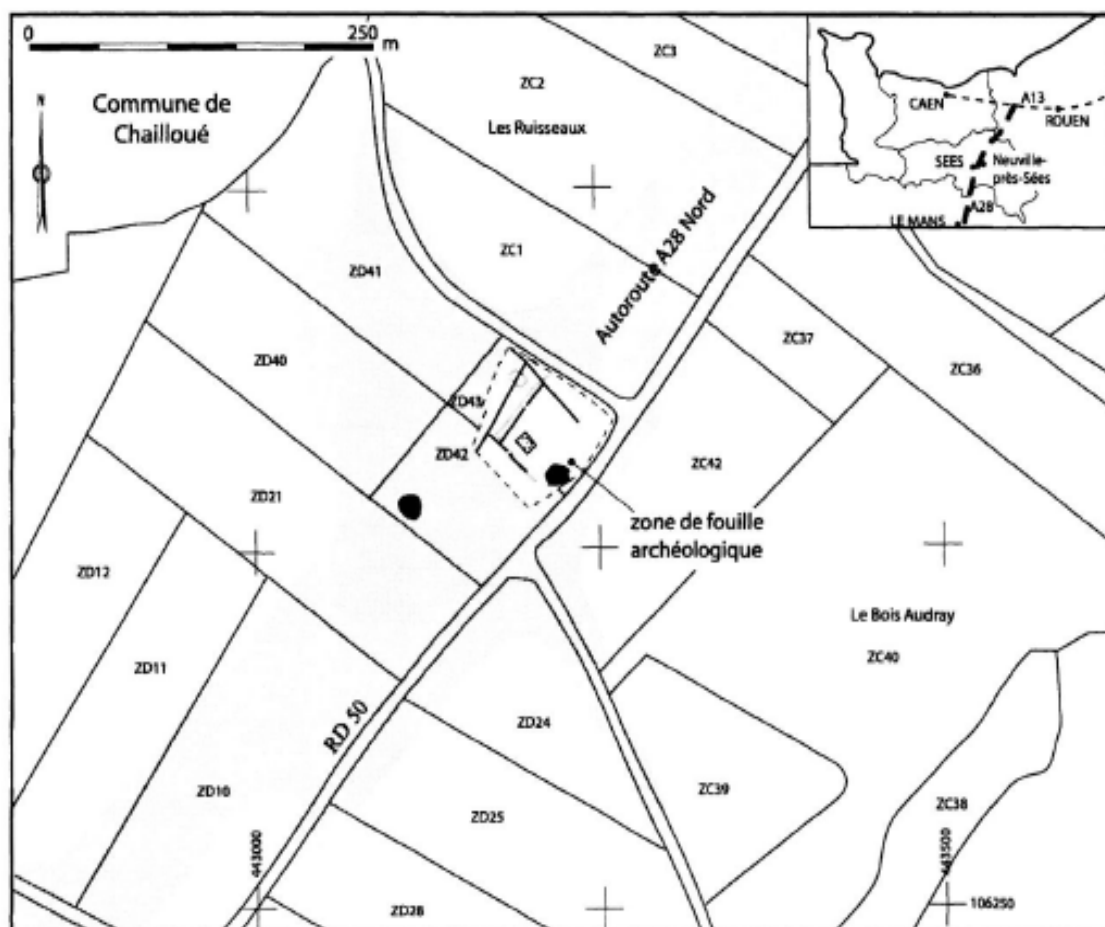 0 250 m
N
Commune de
Chailloué
ZC3
ZC2
Les Ruisseaux
CAEN
A13
ROUEN
SEES
Neuville-
près-Sées
A28
LE MANS
ZD41
ZC1
Autoroute A28 Nord
ZD40
ZC37
ZC36
ZD43
ZD42
ZC42
ZD21
zone de fouille
archéologique
ZD12
Le Bois Audray
ZC40
ZD11
RD 50
ZD24
ZD10
ZC39
ZC38
ZD25
443000
443500
ZD28
106250